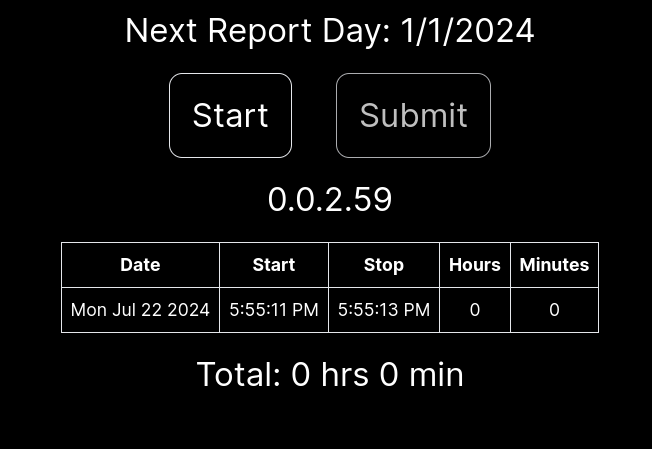 Next Report Day: 1/1/2024
Start Submit
0.0.2.59
Date Start Stop Hours Minutes
Mon Jul 22 2024 5:55:11 PM 5:55:13 PM 0 0
Total: 0 hrs 0 min